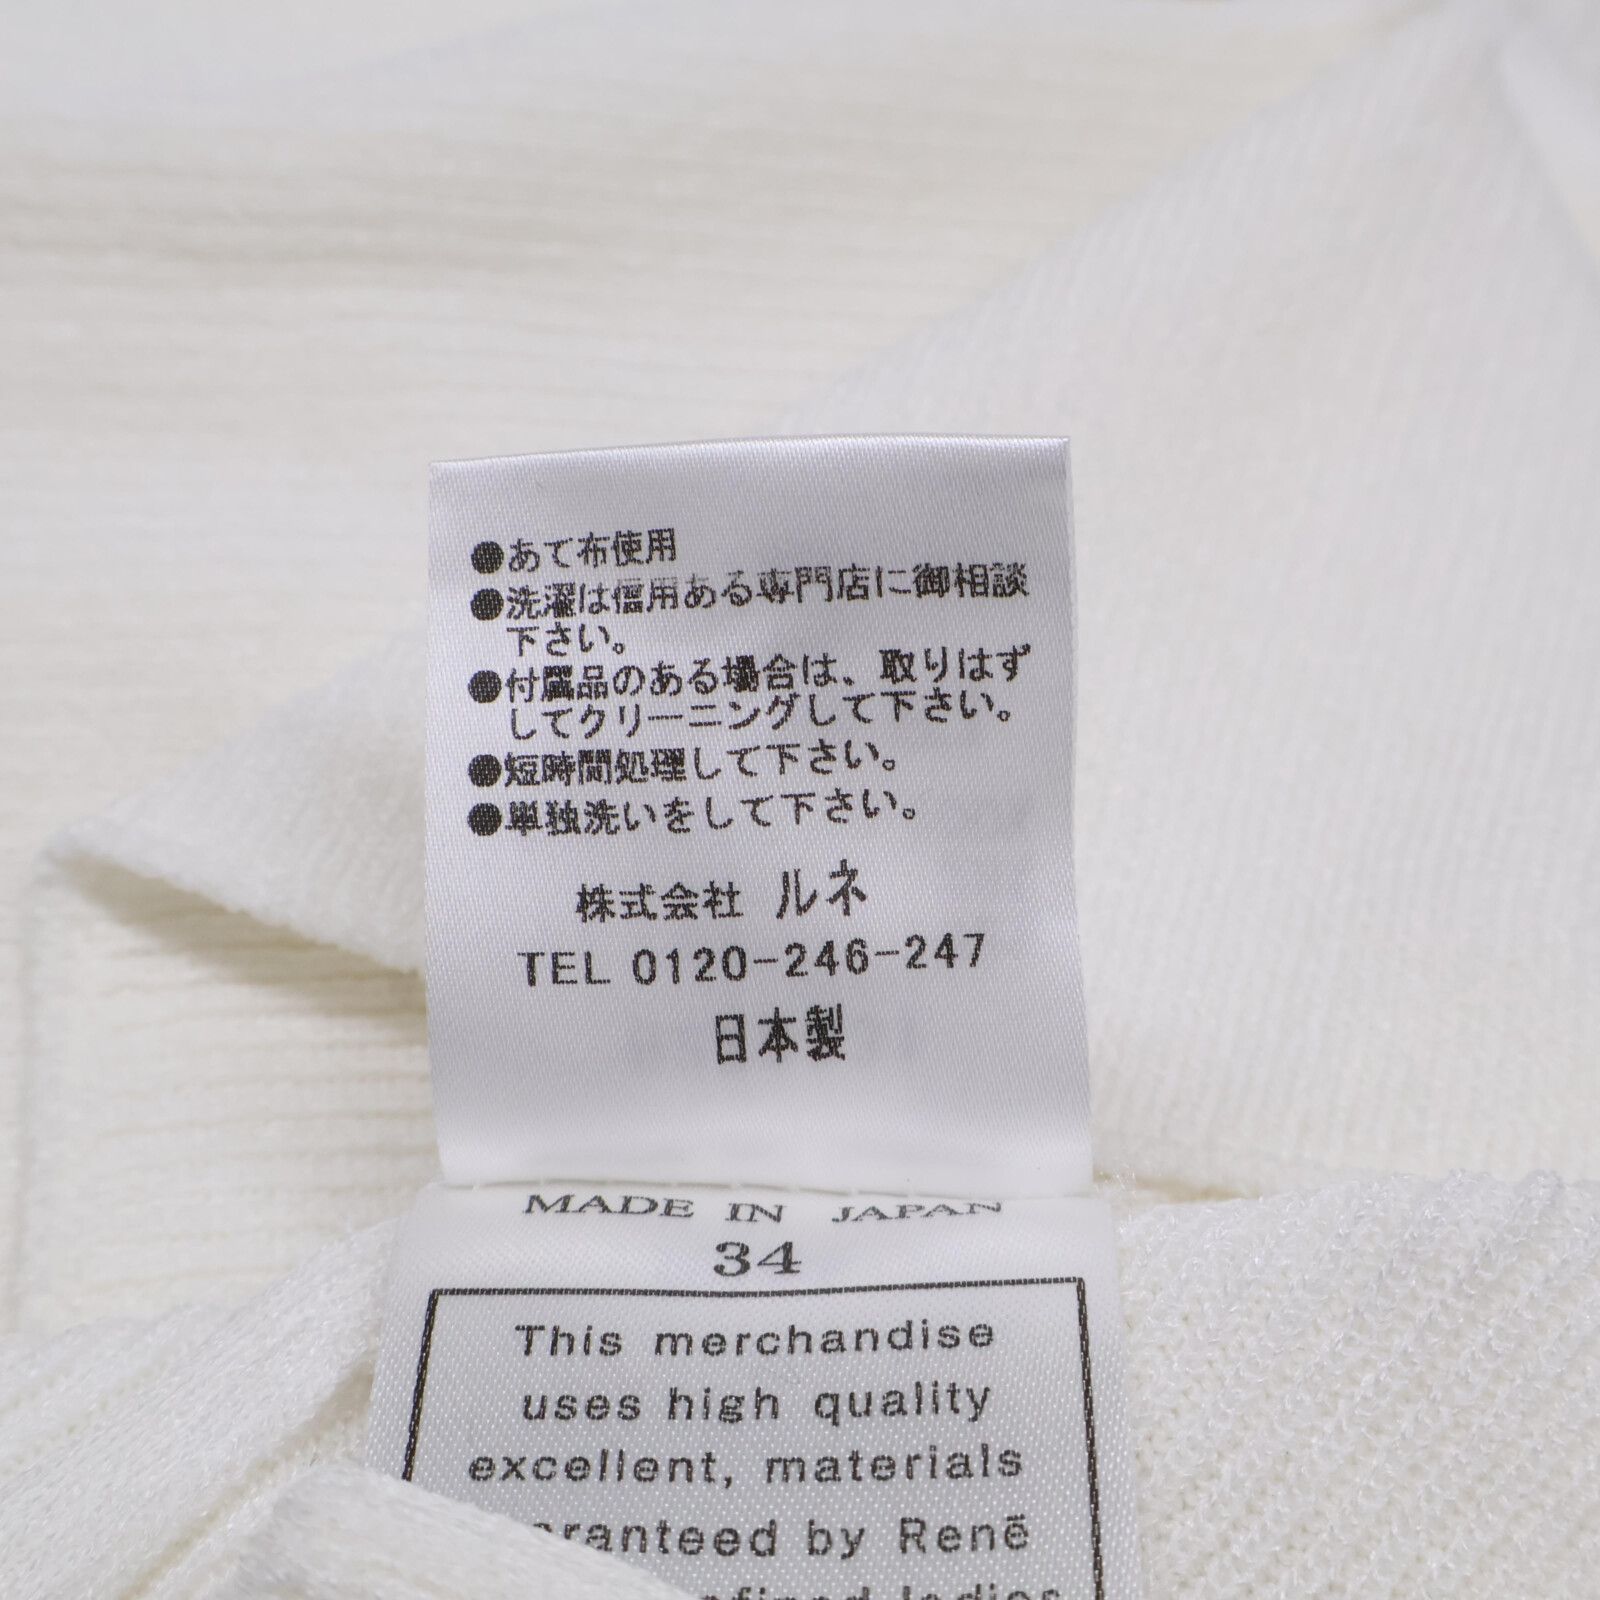 ●あて布使用
●洗濯は信用ある専門店に御相談
下さい。
●付属品のある場合は、取りはず
してクリーニングして下さい。
●短時間処理して下さい。
●単独洗いをして下さい。
株式会社 ルネ
TEL 0120-246-247
日本製
MADE IN JAPAN
34
This merchandise
uses high quality
excellent, materials
by Renë
ladies